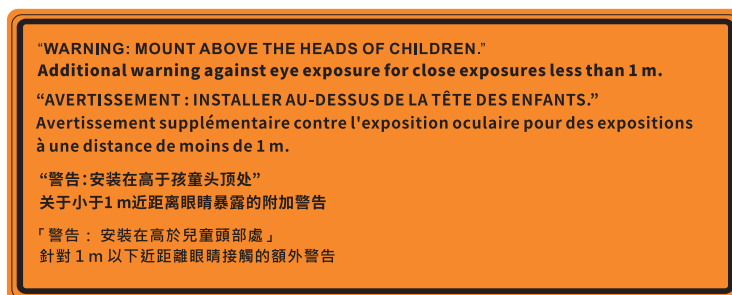 “WARNING: MOUNT ABOVE THE HEADS OF CHILDREN.”
Additional warning against eye exposure for close exposures less than 1 m.
“AVERTISSEMENT : INSTALLER AU-DESSUS DE LA TÊTE DES ENFANTS.”
Avertissement supplémentaire contre l'exposition oculaire pour des expositions
à une distance de moins de 1 m.
“警告:安装在高于孩童头顶处”
关于小于1 m近距离眼睛暴露的附加警告
「警告： 安裝在高於兒童頭部處」
針對 1 m 以下近距離眼睛接觸的額外警告